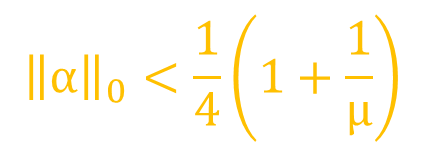 ‖α‖₀ < 1/4 (1 + 1/μ)